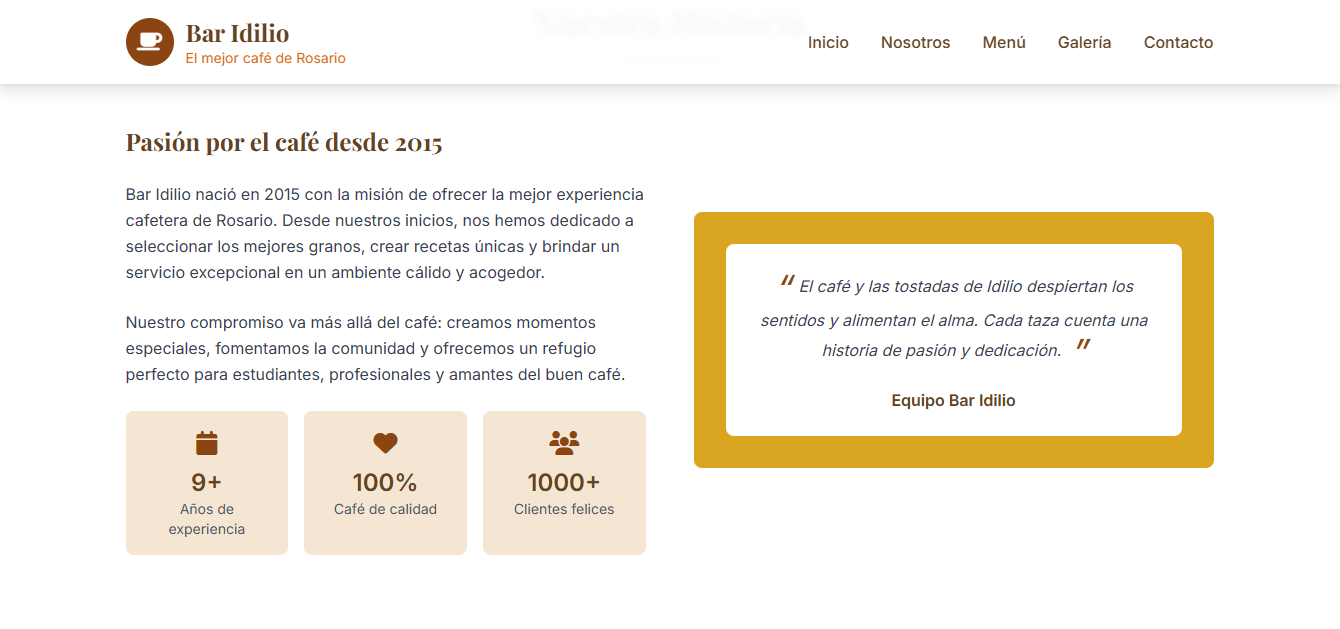 Nuestra Historia
Bar Idilio
El mejor café de Rosario
Inicio Nosotros Menú Galería Contacto
Pasión por el café desde 2015
Bar Idilio nació en 2015 con la misión de ofrecer la mejor experiencia
cafetera de Rosario. Desde nuestros inicios, nos hemos dedicado a
seleccionar los mejores granos, crear recetas únicas y brindar un
servicio excepcional en un ambiente cálido y acogedor.
Nuestro compromiso va más allá del café: creamos momentos
especiales, fomentamos la comunidad y ofrecemos un refugio
perfecto para estudiantes, profesionales y amantes del buen café.
9+
Años de
experiencia
100%
Café de calidad
1000+
Clientes felices
“ El café y las tostadas de Idilio despiertan los
sentidos y alimentan el alma. Cada taza cuenta una
historia de pasión y dedicación. ”
Equipo Bar Idilio